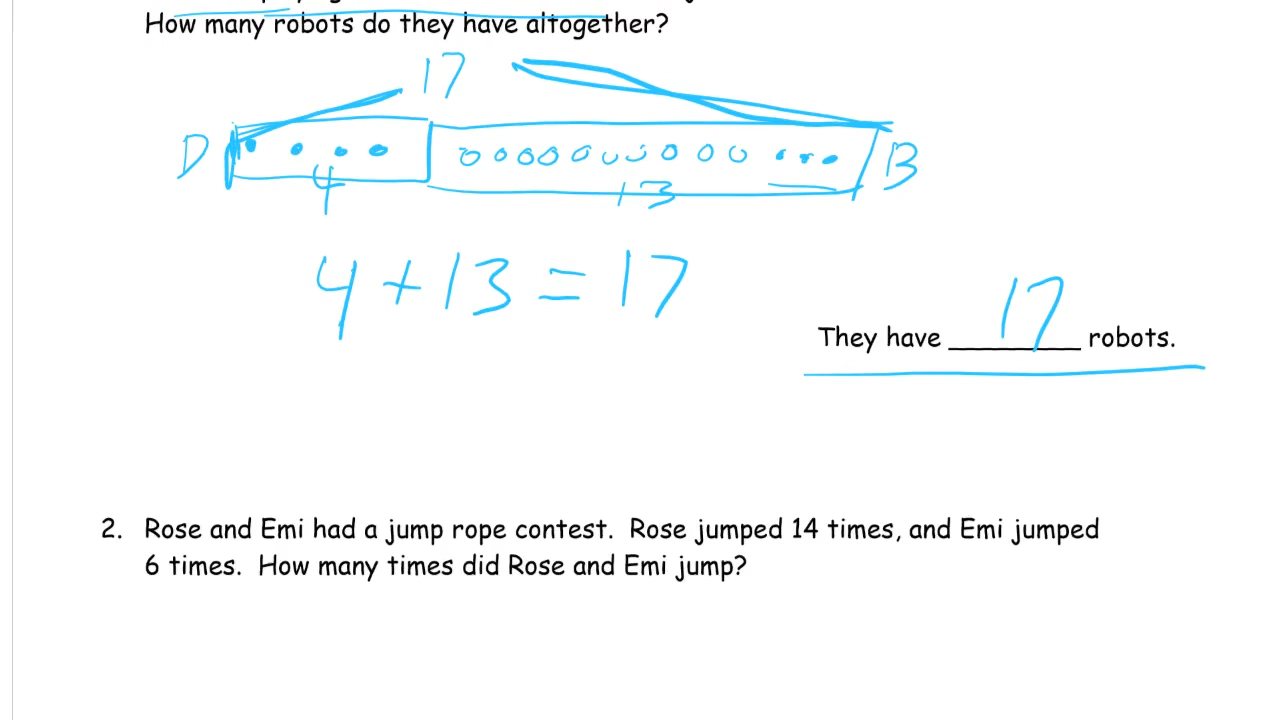 How many robots do they have altogether?
17
D
B
4
13
4 + 13 = 17
17
They have ________ robots.
2. Rose and Emi had a jump rope contest. Rose jumped 14 times, and Emi jumped
6 times. How many times did Rose and Emi jump?